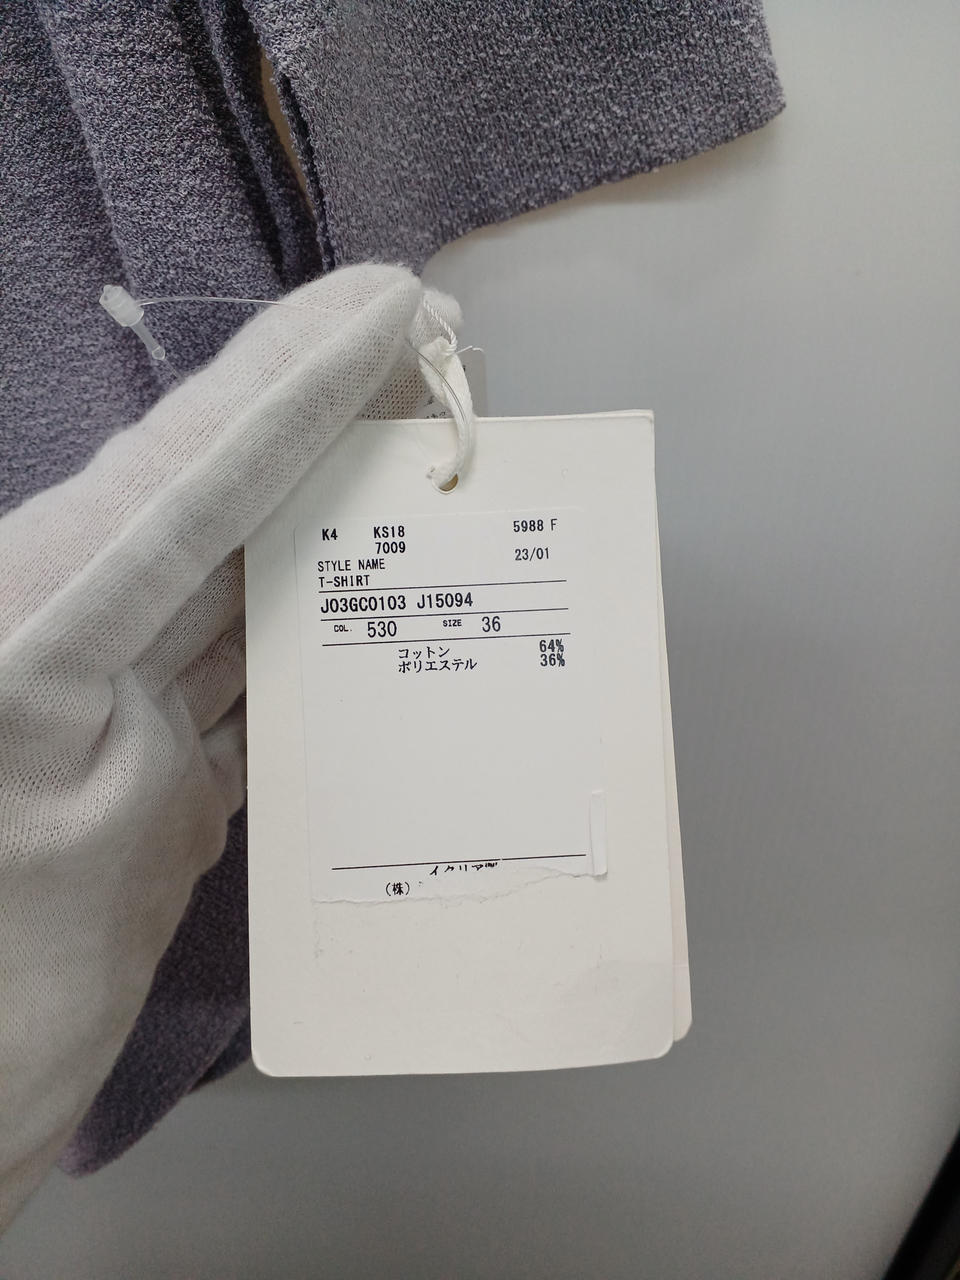 K4 KS18 5988 F
7009
STYLE NAME 23/01
T-SHIRT
J03GC0103 J15094
COL. 530 SIZE 36
コットン 64%
ポリエステル 36%
(株)